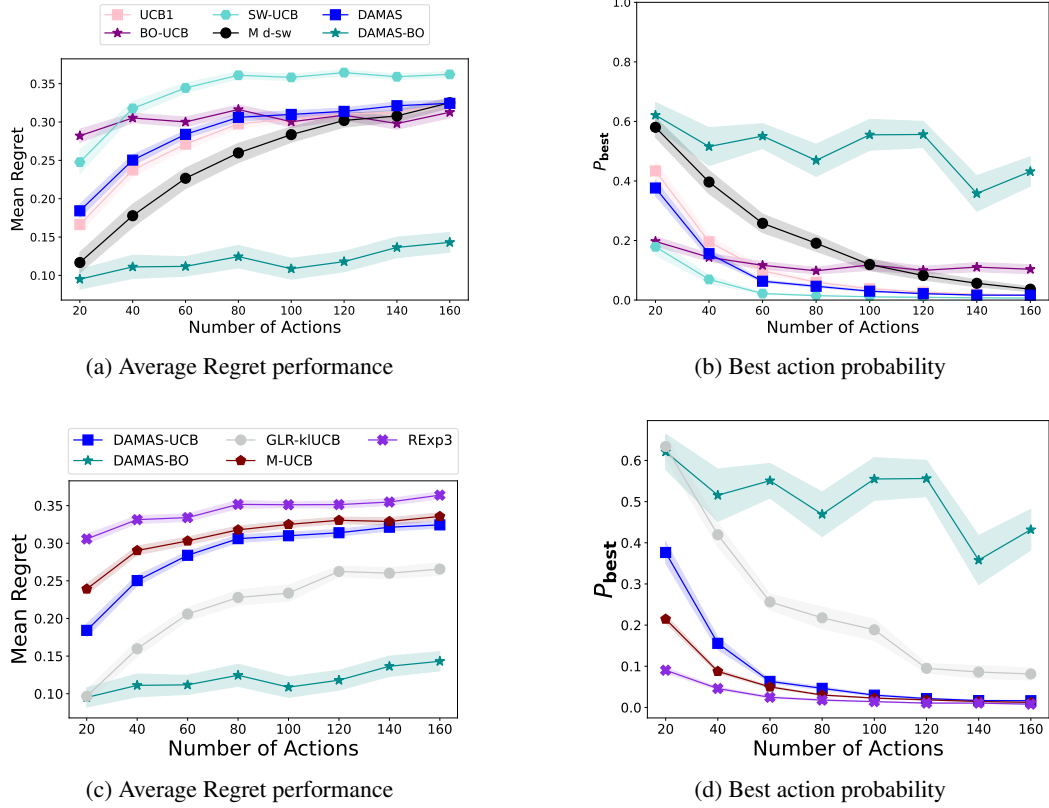 UCB1 SW-UCB DAMAS
BO-UCB M d-sw DAMAS-BO
Mean Regret
0.35
0.30
0.25
0.20
0.15
0.10
20 40 60 80 100 120 140 160
Number of Actions
(a) Average Regret performance
P_best
1.0
0.8
0.6
0.4
0.2
0.0
20 40 60 80 100 120 140 160
Number of Actions
(b) Best action probability
DAMAS-UCB GLR-klUCB RExp3
DAMAS-BO M-UCB
Mean Regret
0.35
0.30
0.25
0.20
0.15
0.10
20 40 60 80 100 120 140 160
Number of Actions
(c) Average Regret performance
P_best
0.6
0.5
0.4
0.3
0.2
0.1
0.0
20 40 60 80 100 120 140 160
Number of Actions
(d) Best action probability